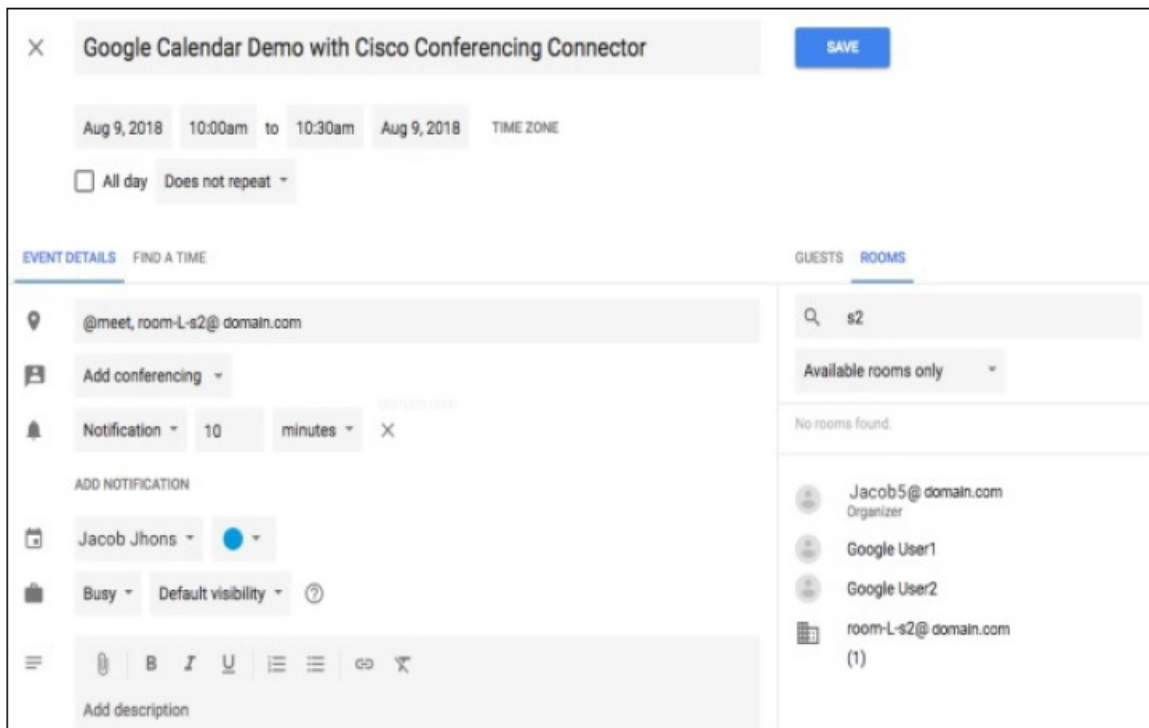 Google Calendar Demo with Cisco Conferencing Connector
SAVE
Aug 9, 2018 10:00am to 10:30am Aug 9, 2018 TIME ZONE
All day Does not repeat
EVENT DETAILS FIND A TIME
GUESTS ROOMS
@meet, room-L-s2@ domain.com
s2
Add conferencing
Available rooms only
Notification 10 minutes
No rooms found.
ADD NOTIFICATION
Jacob5@ domain.com
Organizer
Jacob Jhons
Google User1
Busy Default visibility
Google User2
room-L-s2@ domain.com
(1)
B I U
Add description